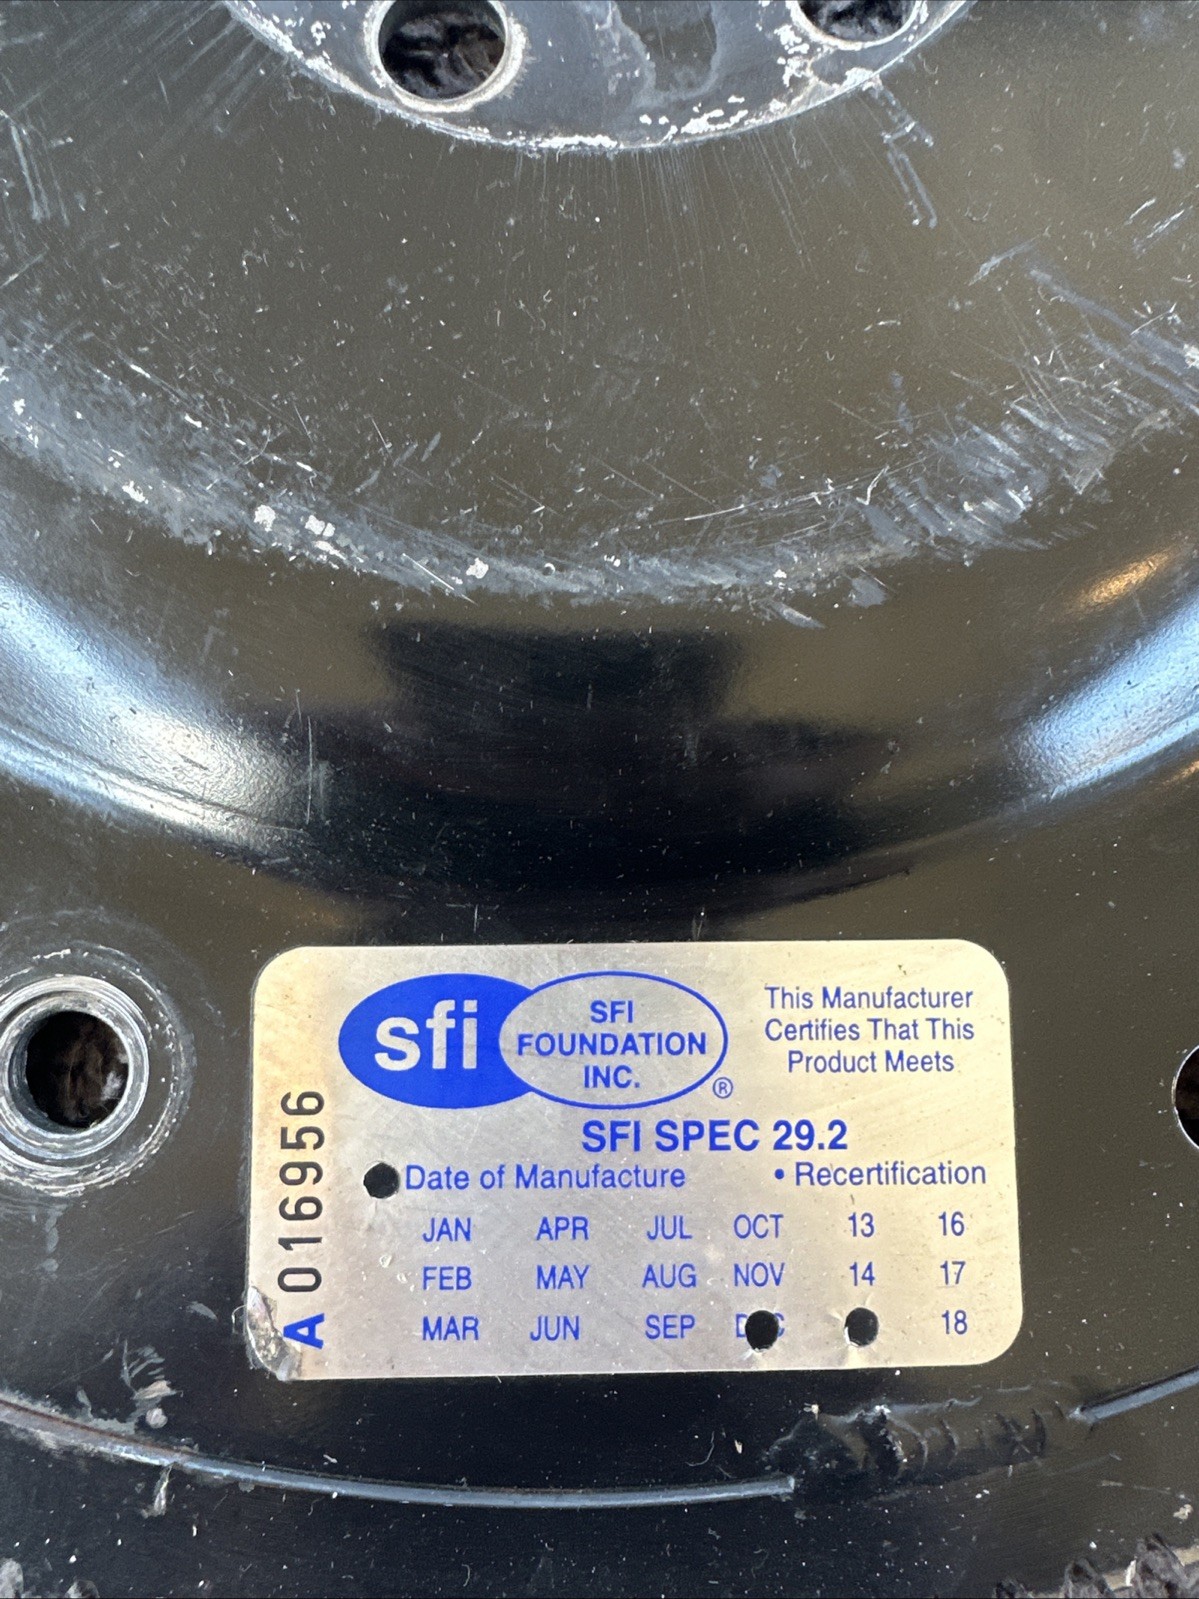 sfi
SFI
FOUNDATION
INC.
®
This Manufacturer
Certifies That This
Product Meets
SFI SPEC 29.2
Date of Manufacture
• Recertification
JAN APR JUL OCT 13 16
FEB MAY AUG NOV 14 17
MAR JUN SEP 18
A 016956